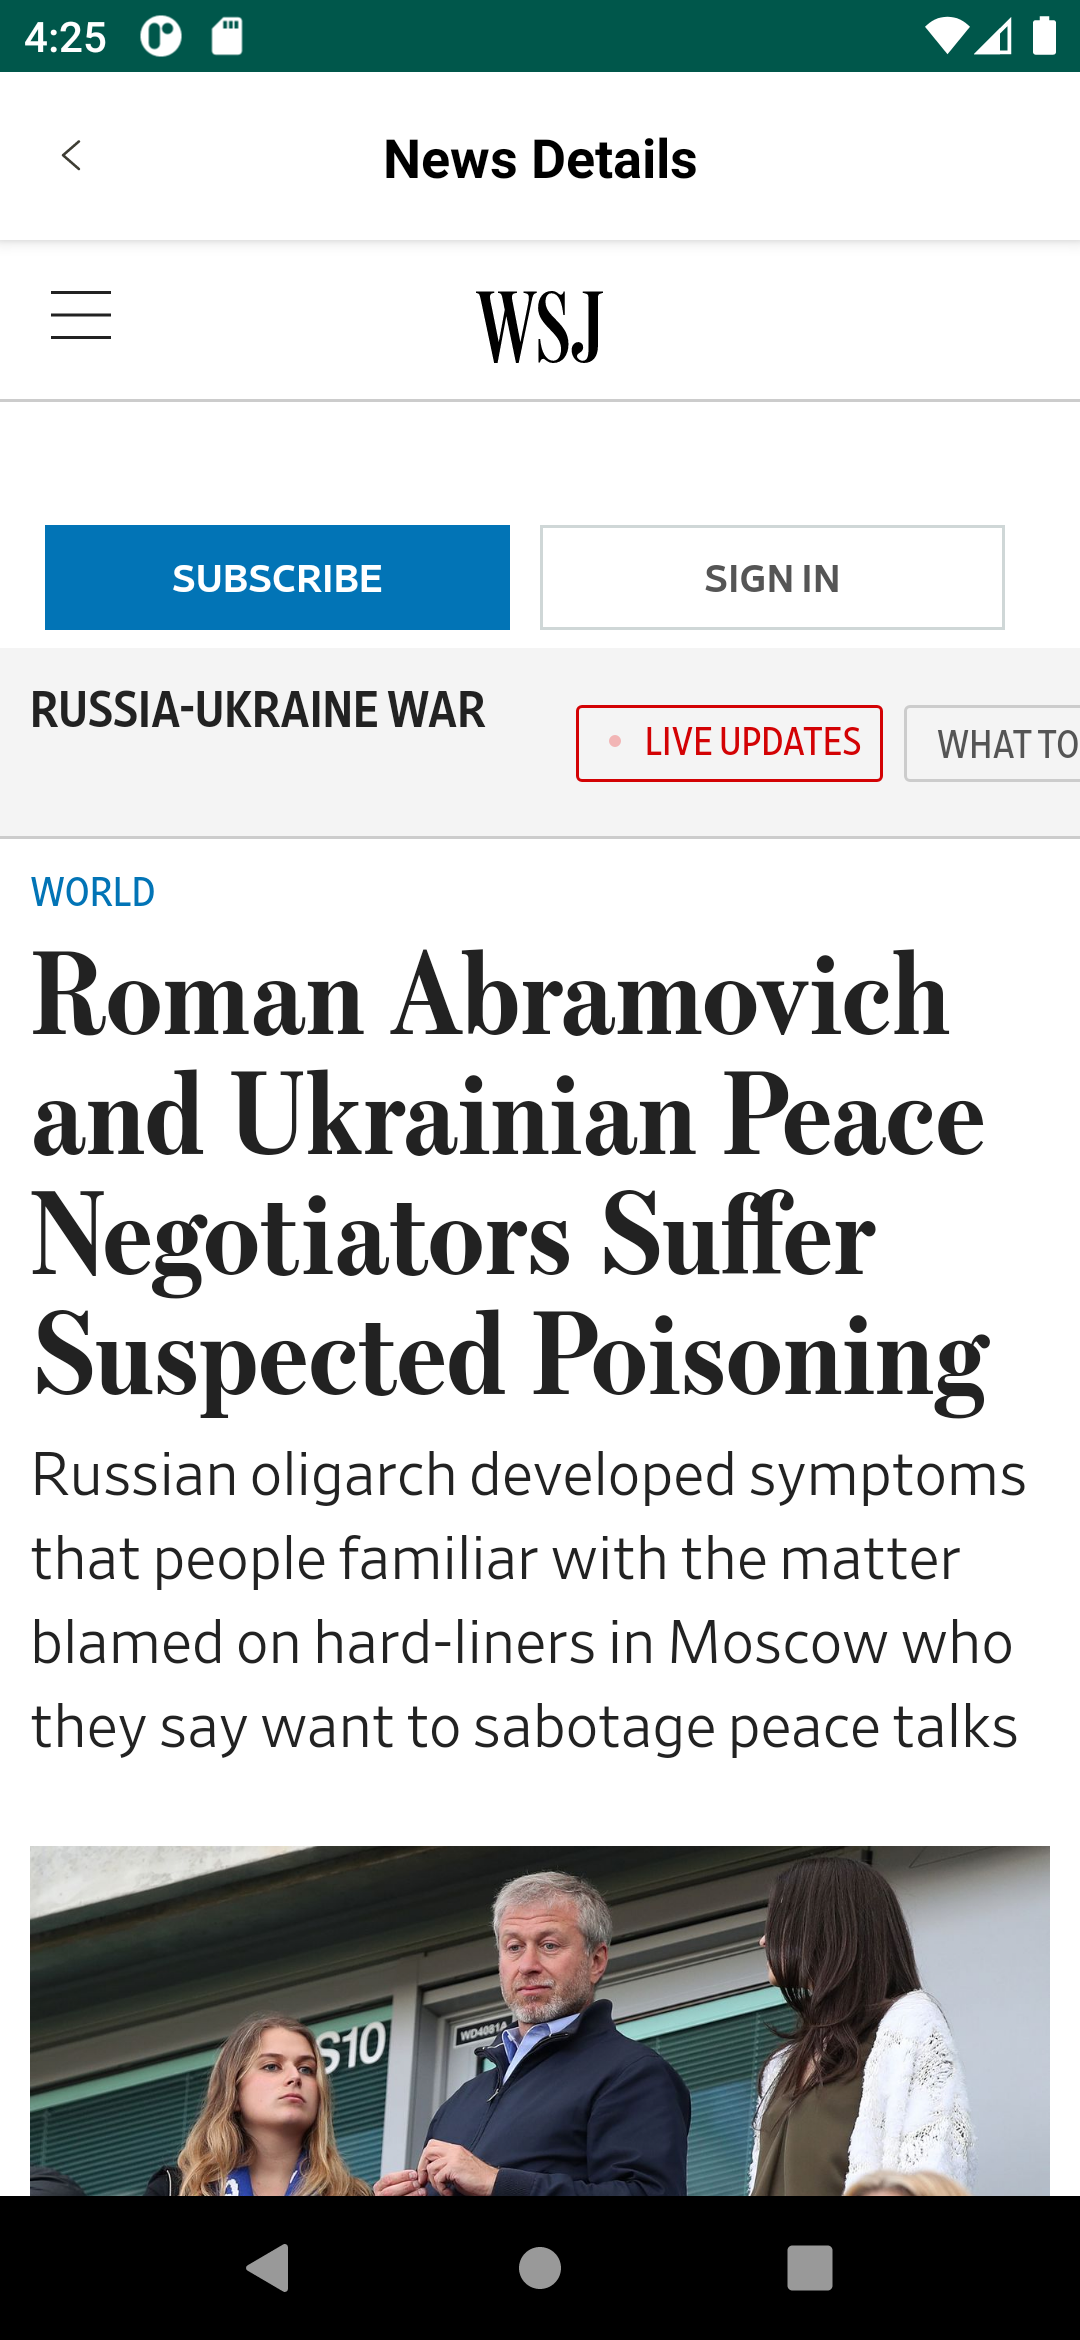 4:25
News Details
WSJ
SUBSCRIBE
SIGN IN
RUSSIA-UKRAINE WAR
LIVE UPDATES
WHAT TO
WORLD
Roman Abramovich
and Ukrainian Peace
Negotiators Suffer
Suspected Poisoning
Russian oligarch developed symptoms
that people familiar with the matter
blamed on hard-liners in Moscow who
they say want to sabotage peace talks
S10
WD4081A